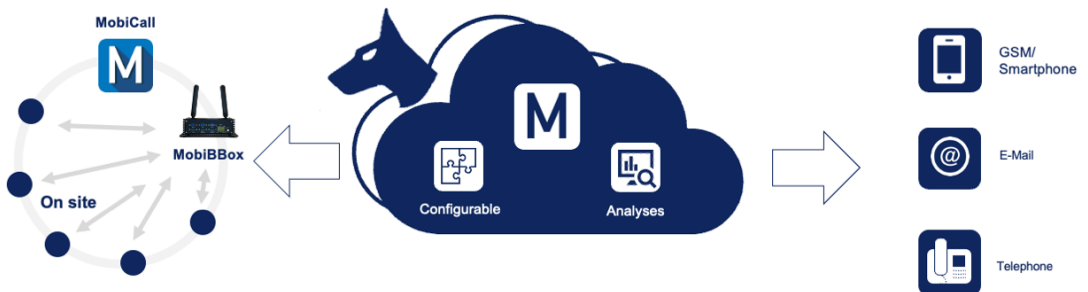 MobiCall
M
MobiBBox
On site
M
Configurable
Analyses
GSM/
Smartphone
@
E-Mail
Telephone